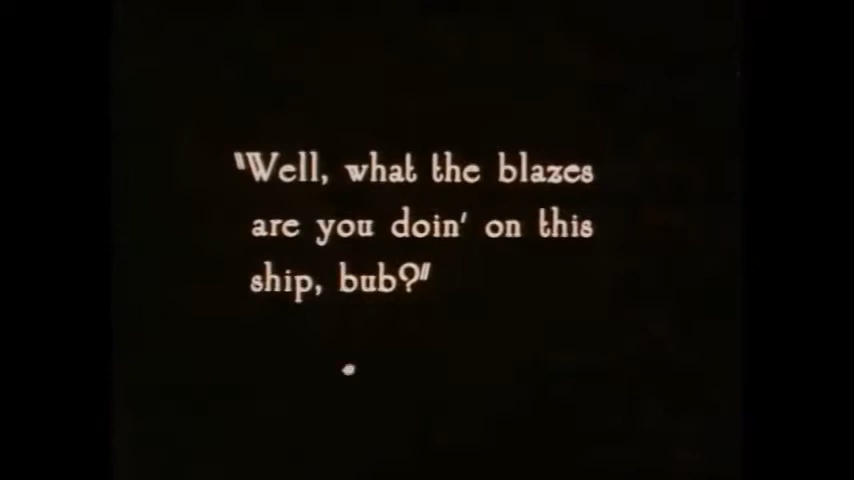 "Well, what the blazes
are you doin' on this
ship, bub?"